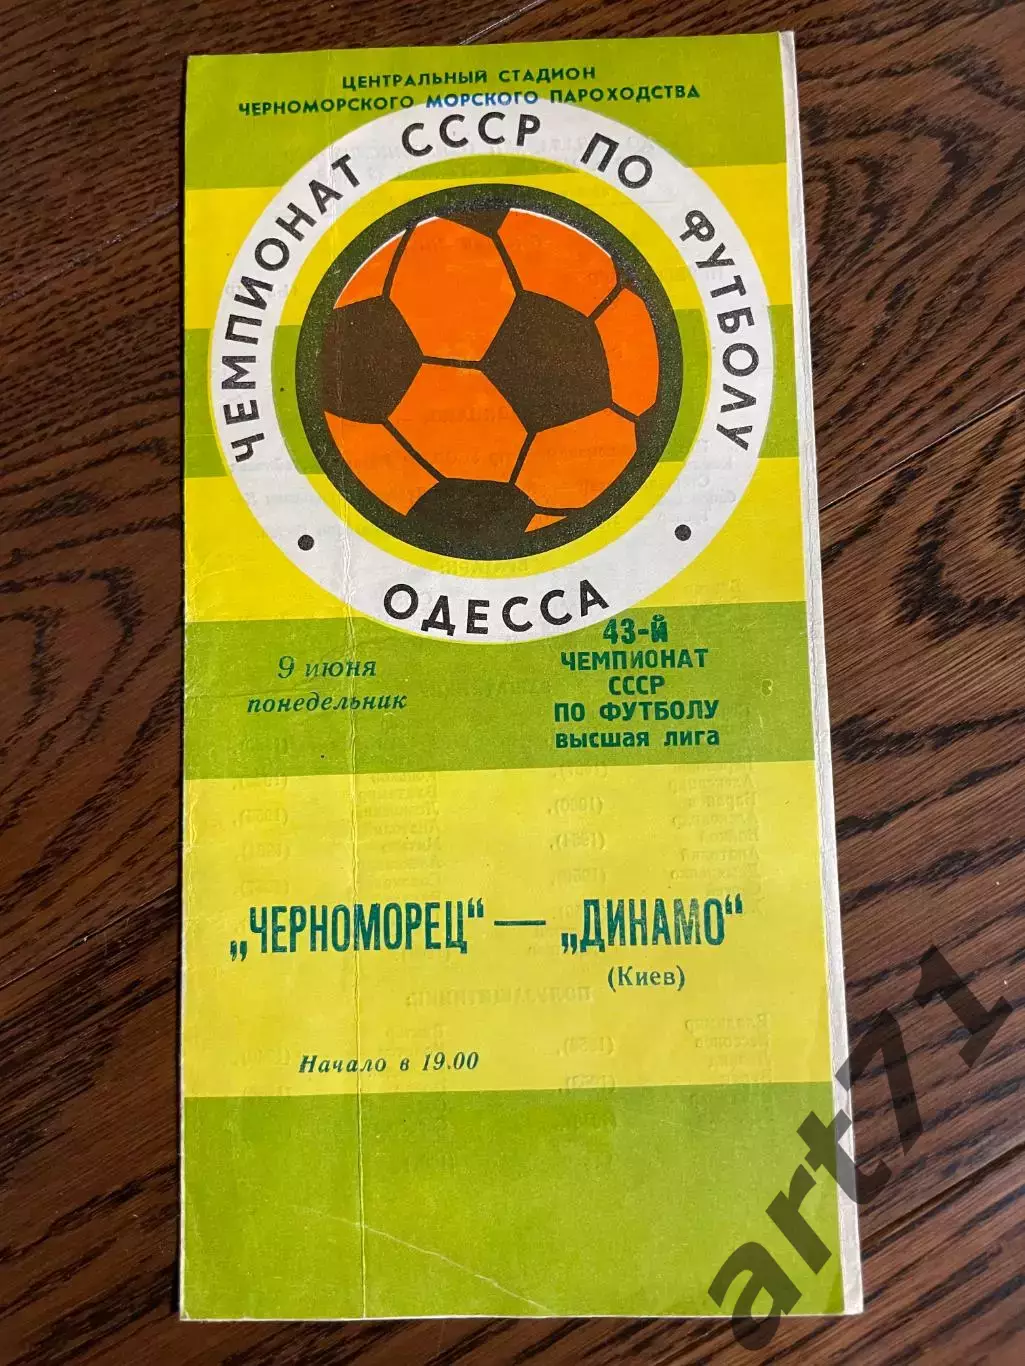 ЦЕНТРАЛЬНЫЙ СТАДИОН
ЧЕРНОМОРСКОГО МОРСКОГО ПАРОХОДСТВА
ЧЕМПИОНАТ СССР ПО ФУТБОЛУ
• ОДЕССА •
9 июня
понедельник
43-й
ЧЕМПИОНАТ
СССР
ПО ФУТБОЛУ
высшая лига
„ЧЕРНОМОРЕЦ“ — „ДИНАМО“
(Киев)
Начало в 19.00
art71